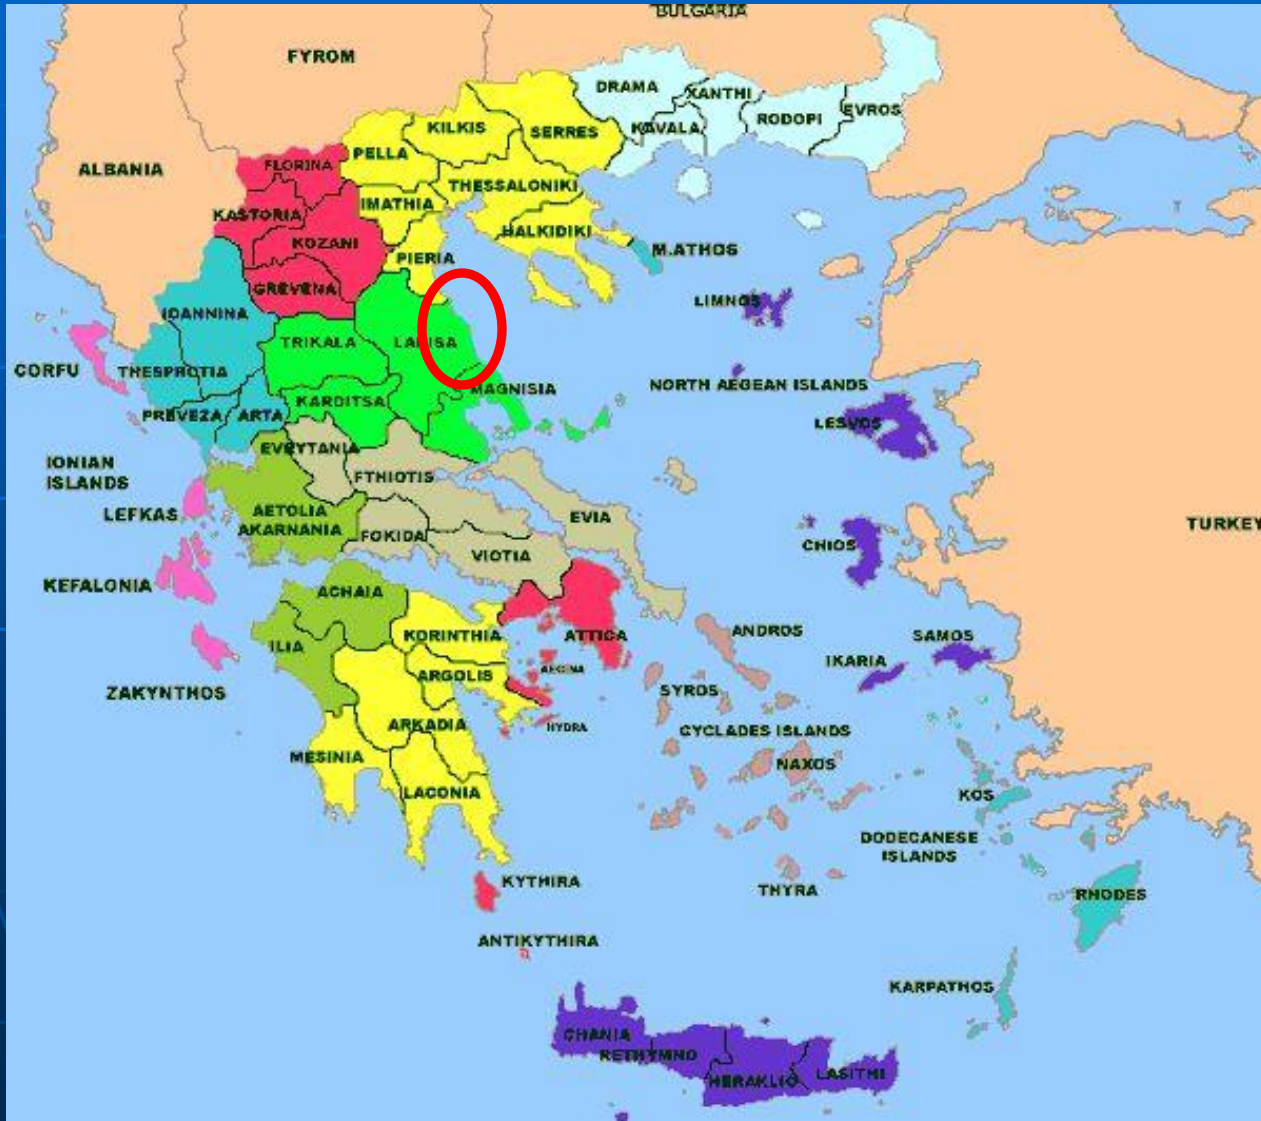 BULGARIA
FYROM
DRAMA
XANTHI
EVROS
RODOPI
KAVALA
KILKIS
SERRES
PELLA
ALBANIA
FLORINA
THESSALONIKI
IMATHIA
KASTORIA
HALKIDIKI
KOZANI
M.ATHOS
PIERIA
GREVENA
LIMNOS
IOANNINA
TRIKALA
LARISA
CORFU
THESPROTIA
NORTH AEGEAN ISLANDS
MAGNISIA
KARDITSA
PREVEZA
ARTA
LESVOS
EVRYTANIA
IONIAN
ISLANDS
FTHIOTIS
LEFKAS
AETOLIA
AKARNANIA
EVIA
TURKEY
FOKIDA
VIOTIA
CHIOS
KEFALONIA
ACHAIA
ANDROS
KORINTHIA
ATTICA
SAMOS
ILIA
IKARIA
AEGINA
ARGOLIS
ZAKYNTHOS
SYROS
ARKADIA
HYDRA
CYCLADES ISLANDS
MESINIA
NAXOS
LACONIA
KOS
DODECANESE
ISLANDS
KYTHIRA
THYRA
RHODES
ANTIKYTHIRA
KARPATHOS
CHANIA
RETHYMNO
HERAKLIO
LASITHI